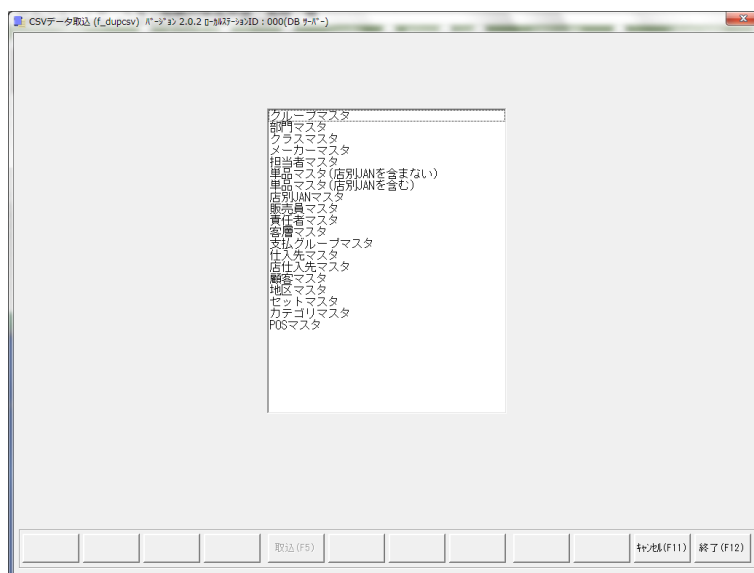 CSVデータ取込 (f_dupcsv) ﾊﾞｰｼﾞｮﾝ 2.0.2 ﾛｰｶﾙｽﾃｰｼｮﾝID : 000(DB ｻｰﾊﾞｰ)
グループマスタ
部門マスタ
クラスマスタ
メーカーマスタ
担当者マスタ
単品マスタ(店別JANを含まない)
単品マスタ(店別JANを含む)
店別JANマスタ
販売員マスタ
責任者マスタ
客層マスタ
支払グループマスタ
仕入先マスタ
店仕入先マスタ
顧客マスタ
地区マスタ
セットマスタ
カテゴリマスタ
POSマスタ
取込(F5) ｷｬﾝｾﾙ(F11) 終了(F12)